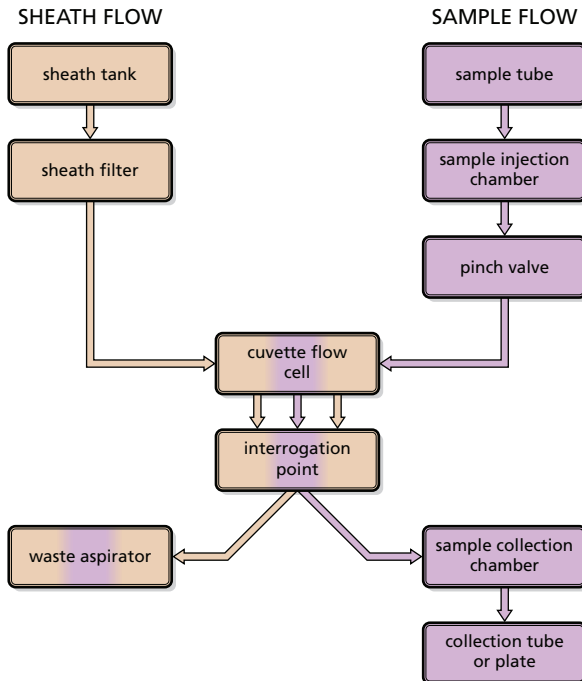 SHEATH FLOW
SAMPLE FLOW
sheath tank
sample tube
sheath filter
sample injection
chamber
pinch valve
cuvette flow
cell
interrogation
point
waste aspirator
sample collection
chamber
collection tube
or plate